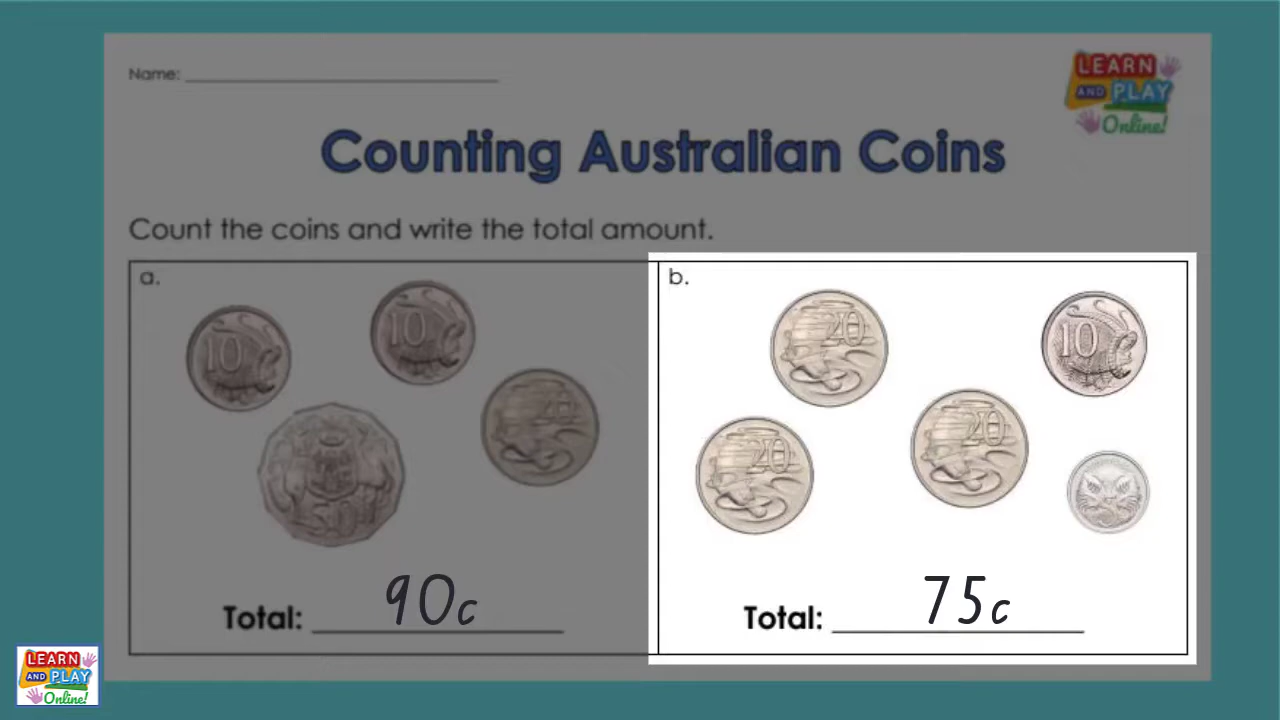 Name:
LEARN
AND PLAY
Online!
Counting Australian Coins
Count the coins and write the total amount.
a.
10
10
20
50
Total: 90c
b.
20
10
20
20
Total: 75c
LEARN
AND PLAY
Online!